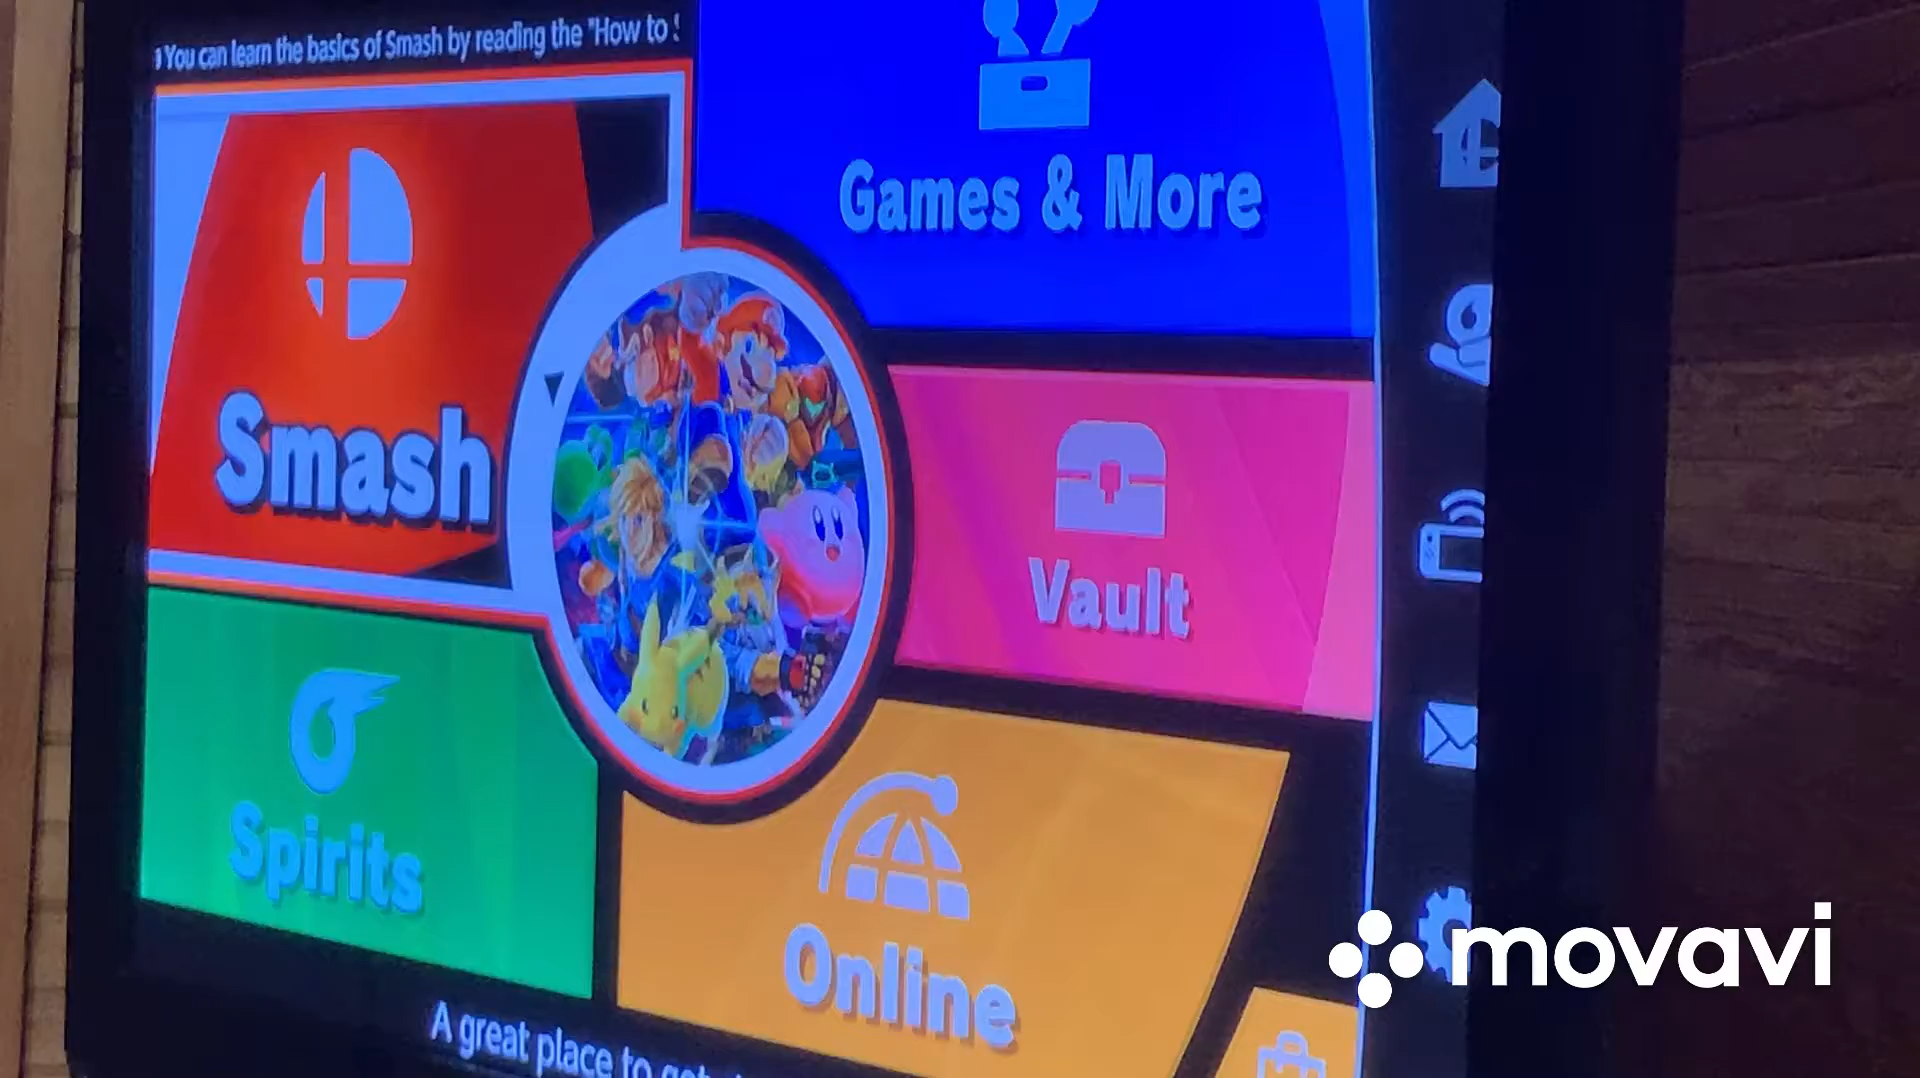 You can learn the basics of Smash by reading the "How to
Games & More
Smash
Vault
Spirits
Online
A great place to
movavi